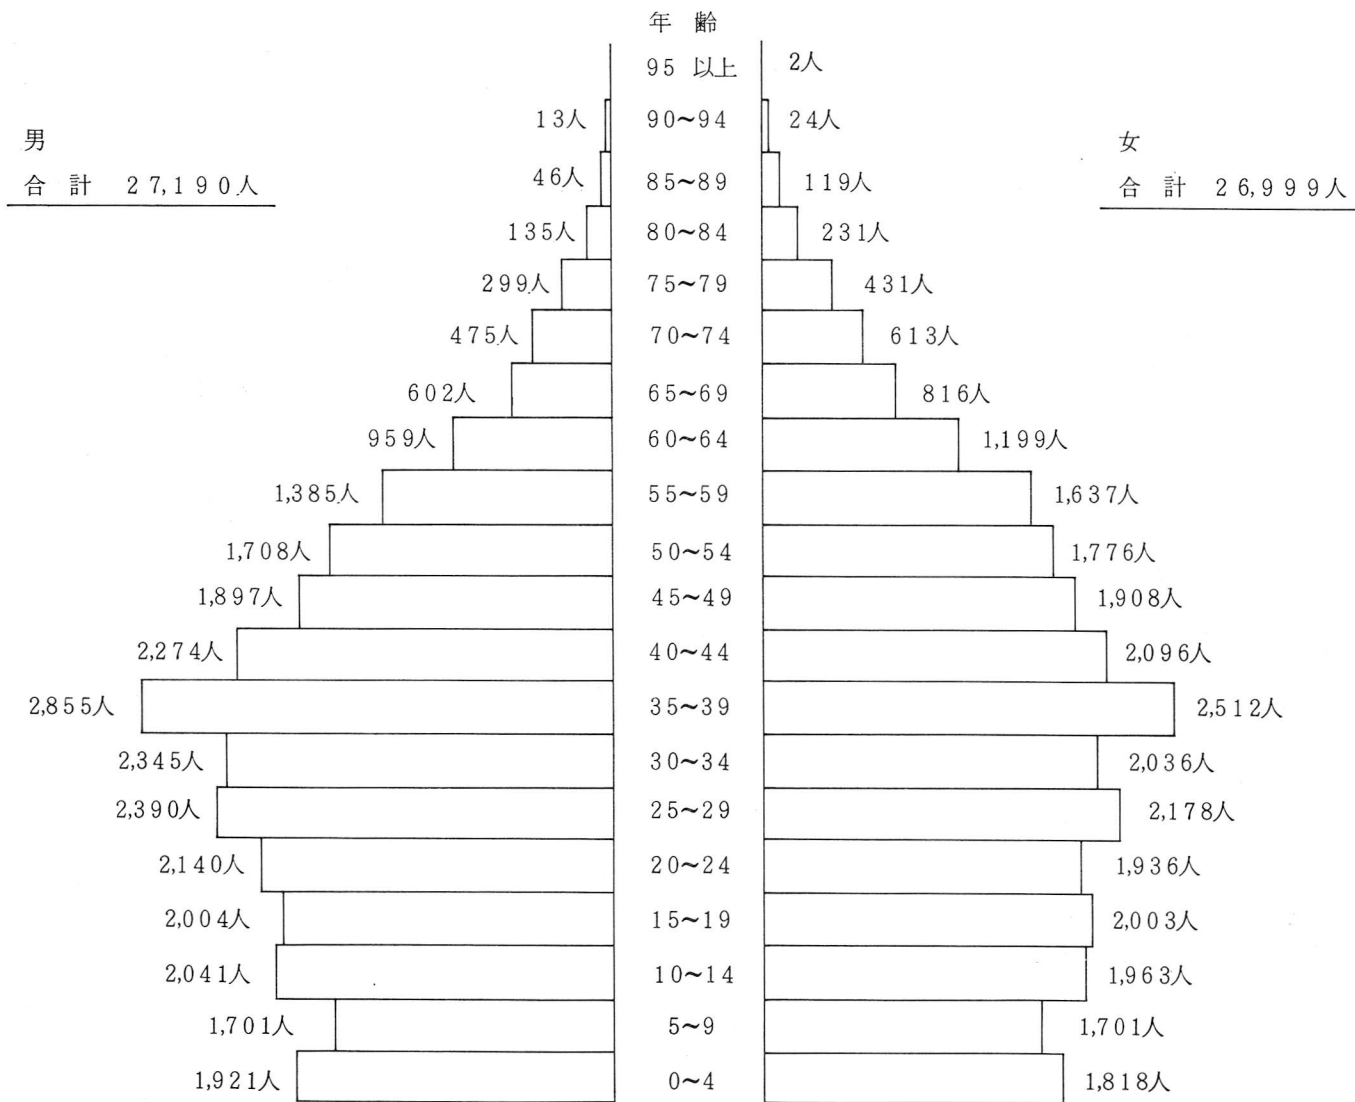 年 齢
95 以上 2人
13人 90~94 24人
男
女
合 計 27,190人
46人 85~89 119人
合 計 26,999人
135人 80~84 231人
299人 75~79 431人
475人 70~74 613人
602人 65~69 816人
959人 60~64 1,199人
1,385人 55~59 1,637人
1,708人 50~54 1,776人
1,897人 45~49 1,908人
2,274人 40~44 2,096人
2,855人 35~39 2,512人
2,345人 30~34 2,036人
2,390人 25~29 2,178人
2,140人 20~24 1,936人
2,004人 15~19 2,003人
2,041人 10~14 1,963人
1,701人 5~9 1,701人
1,921人 0~4 1,818人